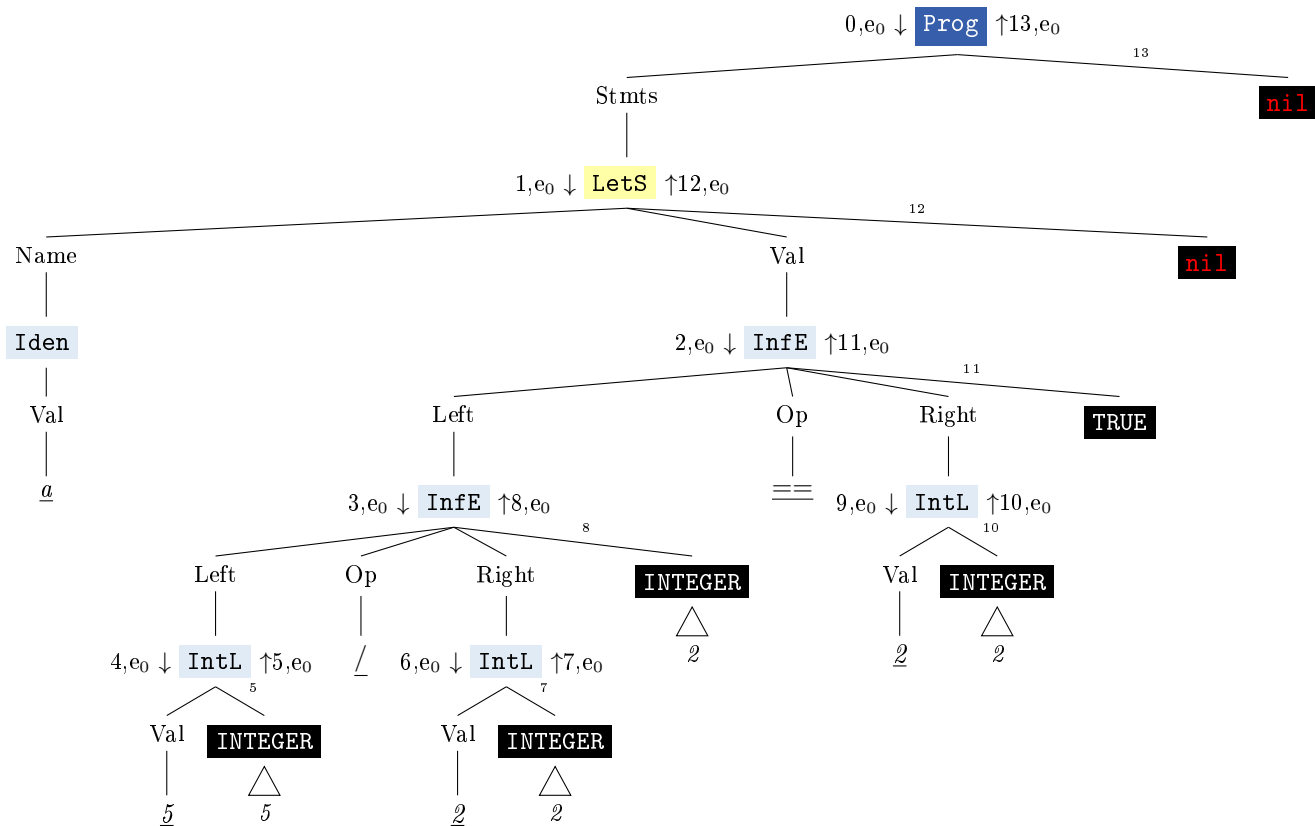 0,e₀ ↓ Prog ↑13,e₀
13
Stmts nil
1,e₀ ↓ LetS ↑12,e₀
12
Name Val nil
Iden 2,e₀ ↓ InfE ↑11,e₀
11
Val Left Op Right TRUE
a 3,e₀ ↓ InfE ↑8,e₀ == 9,e₀ ↓ IntL ↑10,e₀
8 10
Left Op Right INTEGER Val INTEGER
4,e₀ ↓ IntL ↑5,e₀ / 6,e₀ ↓ IntL ↑7,e₀ 2 2 2
5 7
Val INTEGER Val INTEGER
5 5 2 2